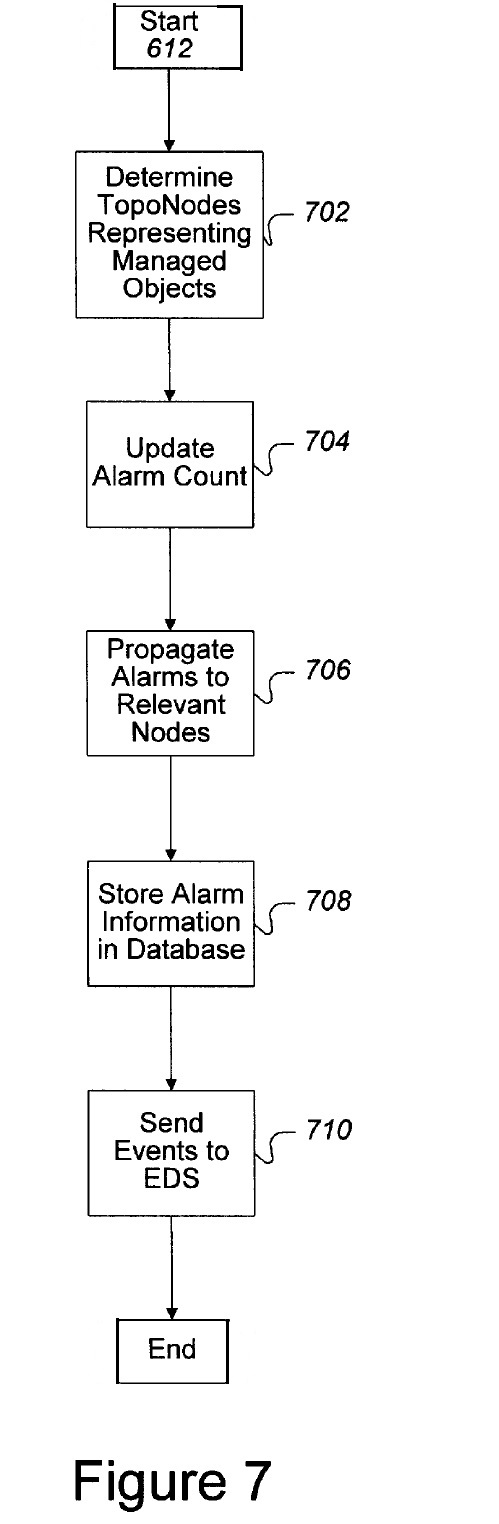 Start
612
Determine
TopoNodes
Representing
Managed
Objects
702
Update
Alarm Count
704
Propagate
Alarms to
Relevant
Nodes
706
Store Alarm
Information
in Database
708
Send
Events to
EDS
710
End
Figure 7